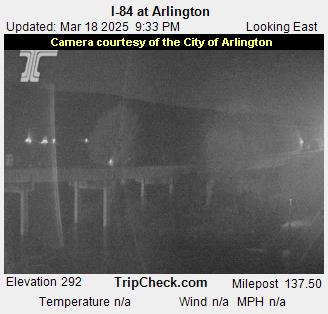 I-84 at Arlington
Updated: Mar 18 2025 9:33 PM Looking East
Camera courtesy of the City of Arlington
Elevation 292 TripCheck.com Milepost 137.50
Temperature n/a Wind n/a MPH n/a